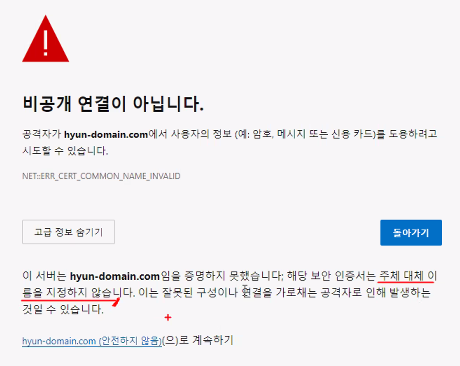 비공개 연결이 아닙니다.
공격자가 hyun-domain.com에서 사용자의 정보 (예: 암호, 메시지 또는 신용 카드)를 도용하려고
시도할 수 있습니다.
NET::ERR_CERT_COMMON_NAME_INVALID
고급 정보 숨기기
돌아가기
이 서버는 hyun-domain.com임을 증명하지 못했습니다; 해당 보안 인증서는 주체 대체 이
름을 지정하지 않습니다. 이는 잘못된 구성이나 연결을 가로채는 공격자로 인해 발생하는
것일 수 있습니다.
hyun-domain.com (안전하지 않음)(으)로 계속하기